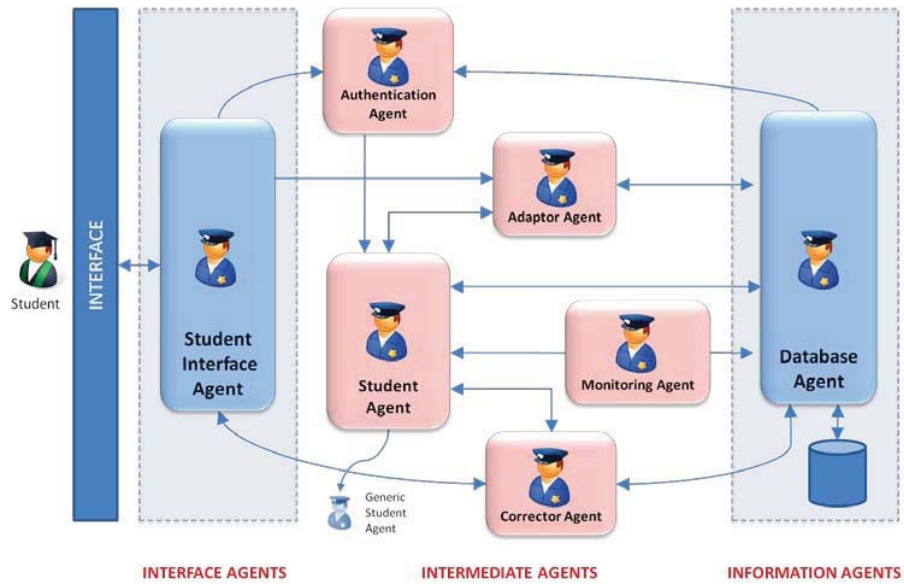 Authentication
Agent
Adaptor Agent
INTERFACE
Student
Student
Interface
Agent
Student
Agent
Monitoring Agent
Database
Agent
Generic
Student
Agent
Corrector Agent
INTERFACE AGENTS
INTERMEDIATE AGENTS
INFORMATION AGENTS